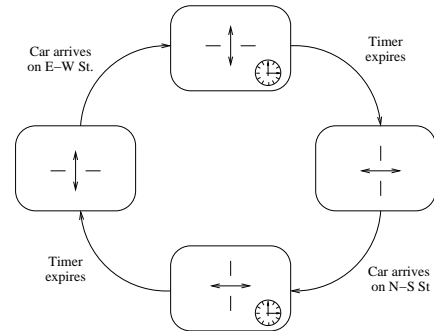 Car arrives
on E–W St.
Timer
expires
Timer
expires
Car arrives
on N–S St